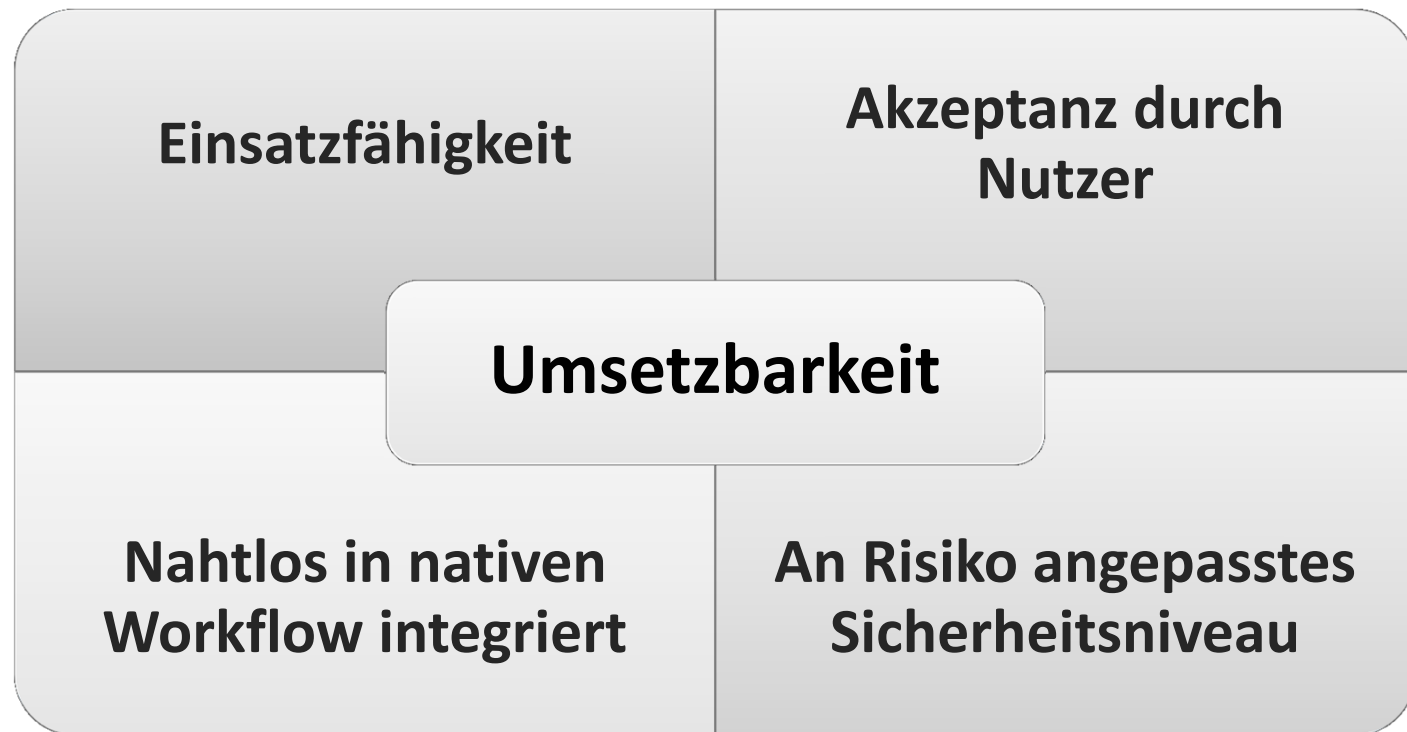 Einsatzfähigkeit
Akzeptanz durch
Nutzer
Umsetzbarkeit
Nahtlos in nativen
Workflow integriert
An Risiko angepasstes
Sicherheitsniveau